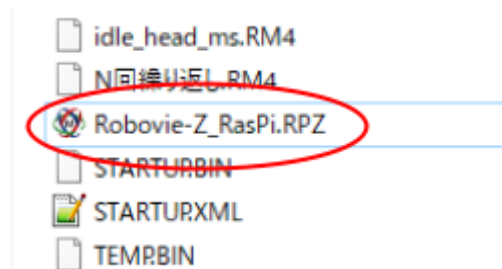 idle_head_ms.RM4
N回繰り返し.RM4
Robovie-Z_RasPi.RPZ
STARTUP.BIN
STARTUP.XML
TEMP.BIN